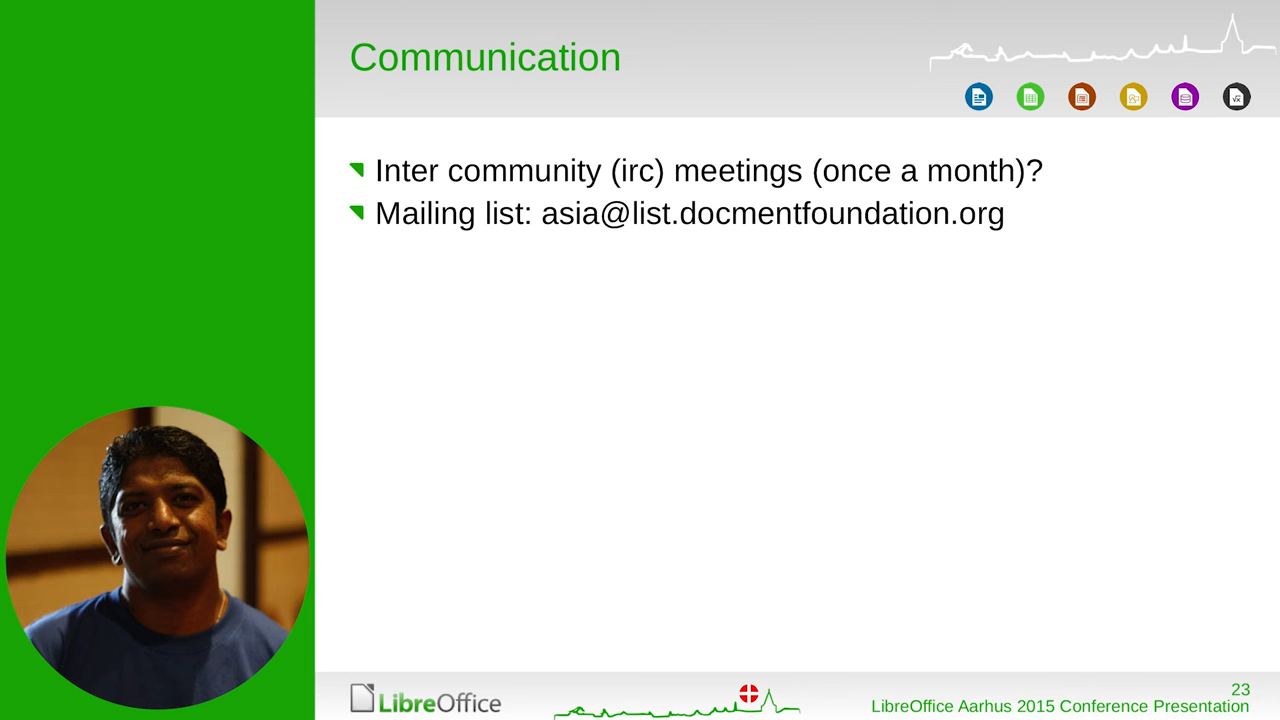 Communication
Inter community (irc) meetings (once a month)?
Mailing list: asia@list.docmentfoundation.org
LibreOffice
23
LibreOffice Aarhus 2015 Conference Presentation